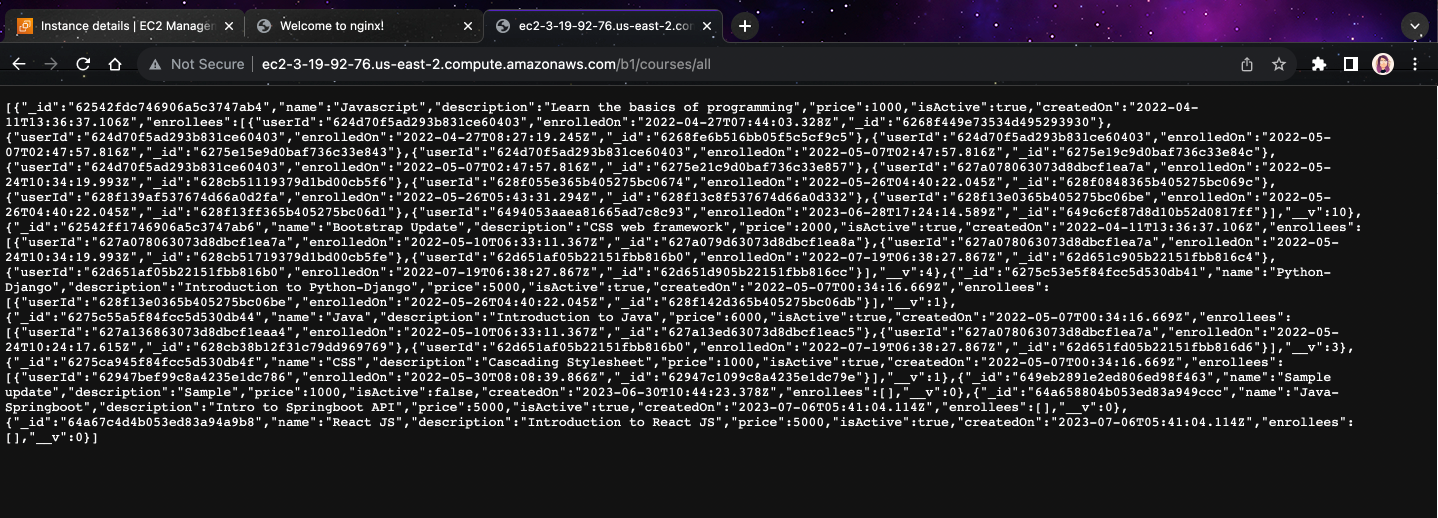 Instance details | EC2 Manager
Welcome to nginx!
ec2-3-19-92-76.us-east-2.com
Not Secure | ec2-3-19-92-76.us-east-2.compute.amazonaws.com/b1/courses/all
[{"_id":"62542fdc746906a5c3747ab4","name":"Javascript","description":"Learn the basics of programming","price":1000,"isActive":true,"createdOn":"2022-04-
11T13:36:37.106Z","enrollees":[{"userId":"624d70f5ad293b831ce60403","enrolledOn":"2022-04-27T07:44:03.328Z","_id":"6268f449e73534d495293930"},
{"userId":"624d70f5ad293b831ce60403","enrolledOn":"2022-04-27T08:27:19.245Z","_id":"6268fe6b516bb05f5c5cf9c5"},{"userId":"624d70f5ad293b831ce60403","enrolledOn":"2022-05-
07T02:47:57.816Z","_id":"6275e15e9d0baf736c33e843"},{"userId":"624d70f5ad293b831ce60403","enrolledOn":"2022-05-07T02:47:57.816Z","_id":"6275e19c9d0baf736c33e84c"},
{"userId":"624d70f5ad293b831ce60403","enrolledOn":"2022-05-07T02:47:57.816Z","_id":"6275e21c9d0baf736c33e857"},{"userId":"627a078063073d8dbcf1ea7a","enrolledOn":"2022-05-
24T10:34:19.993Z","_id":"628cb51119379d1bd00cb5f6"},{"userId":"628f055e365b405275bc0674","enrolledOn":"2022-05-26T04:40:22.045Z","_id":"628f0848365b405275bc069c"},
{"userId":"628f139af537674d66a0d2fa","enrolledOn":"2022-05-26T05:43:31.294Z","_id":"628f13c8f537674d66a0d332"},{"userId":"628f13e0365b405275bc06be","enrolledOn":"2022-05-
26T04:40:22.045Z","_id":"628f13ff365b405275bc06d1"},{"userId":"6494053aaea81665ad7c8c93","enrolledOn":"2023-06-28T17:24:14.589Z","_id":"649c6cf87d8d10b52d0817ff"}],"__v":10},
{"_id":"62542ff1746906a5c3747ab6","name":"Bootstrap Update","description":"CSS web framework","price":2000,"isActive":true,"createdOn":"2022-04-11T13:36:37.106Z","enrollees":
[{"userId":"627a078063073d8dbcf1ea7a","enrolledOn":"2022-05-10T06:33:11.367Z","_id":"627a079d63073d8dbcf1ea8a"},{"userId":"627a078063073d8dbcf1ea7a","enrolledOn":"2022-05-
24T10:34:19.993Z","_id":"628cb51719379d1bd00cb5fe"},{"userId":"62d651af05b22151fbb816b0","enrolledOn":"2022-07-19T06:38:27.867Z","_id":"62d651c905b22151fbb816c4"},
{"userId":"62d651af05b22151fbb816b0","enrolledOn":"2022-07-19T06:38:27.867Z","_id":"62d651d905b22151fbb816cc"}],"__v":4},{"_id":"6275c53e5f84fcc5d530db41","name":"Python-
Django","description":"Introduction to Python-Django","price":5000,"isActive":true,"createdOn":"2022-05-07T00:34:16.669Z","enrollees":
[{"userId":"628f13e0365b405275bc06be","enrolledOn":"2022-05-26T04:40:22.045Z","_id":"628f142d365b405275bc06db"}],"__v":1},
{"_id":"6275c55a5f84fcc5d530db44","name":"Java","description":"Introduction to Java","price":6000,"isActive":true,"createdOn":"2022-05-07T00:34:16.669Z","enrollees":
[{"userId":"627a136863073d8dbcf1eaa4","enrolledOn":"2022-05-10T06:33:11.367Z","_id":"627a13ed63073d8dbcf1eac5"},{"userId":"627a078063073d8dbcf1ea7a","enrolledOn":"2022-05-
24T10:24:17.615Z","_id":"628cb38b12f31c79dd969769"},{"userId":"62d651af05b22151fbb816b0","enrolledOn":"2022-07-19T06:38:27.867Z","_id":"62d651fd05b22151fbb816d6"}],"__v":3},
{"_id":"6275ca945f84fcc5d530db4f","name":"CSS","description":"Cascading Stylesheet","price":1000,"isActive":true,"createdOn":"2022-05-07T00:34:16.669Z","enrollees":
[{"userId":"62947bef99c8a4235e1dc786","enrolledOn":"2022-05-30T08:08:39.866Z","_id":"62947c1099c8a4235e1dc79e"}],"__v":1},{"_id":"649eb2891e2ed806ed98f463","name":"Sample
update","description":"Sample","price":1000,"isActive":false,"createdOn":"2023-06-30T10:44:23.378Z","enrollees":[],"__v":0},{"_id":"64a658804b053ed83a949ccc","name":"Java-
Springboot","description":"Intro to Springboot API","price":5000,"isActive":true,"createdOn":"2023-07-06T05:41:04.114Z","enrollees":[],"__v":0},
{"_id":"64a67c4d4b053ed83a94a9b8","name":"React JS","description":"Introduction to React JS","price":5000,"isActive":true,"createdOn":"2023-07-06T05:41:04.114Z","enrollees":
[],"__v":0}]